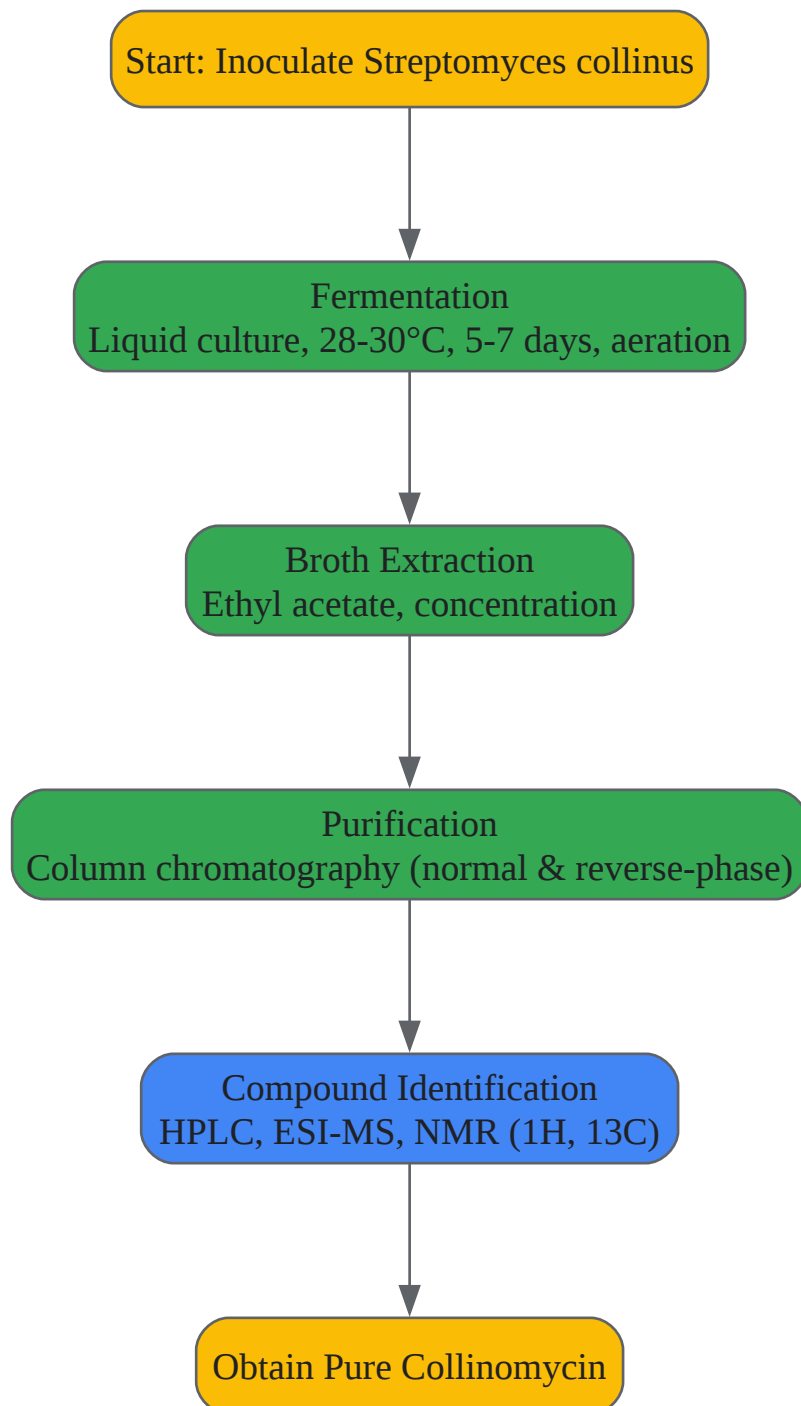 Start: Inoculate Streptomyces collinus
Fermentation
Liquid culture, 28-30°C, 5-7 days, aeration
Broth Extraction
Ethyl acetate, concentration
Purification
Column chromatography (normal & reverse-phase)
Compound Identification
HPLC, ESI-MS, NMR (1H, 13C)
Obtain Pure Collinomycin